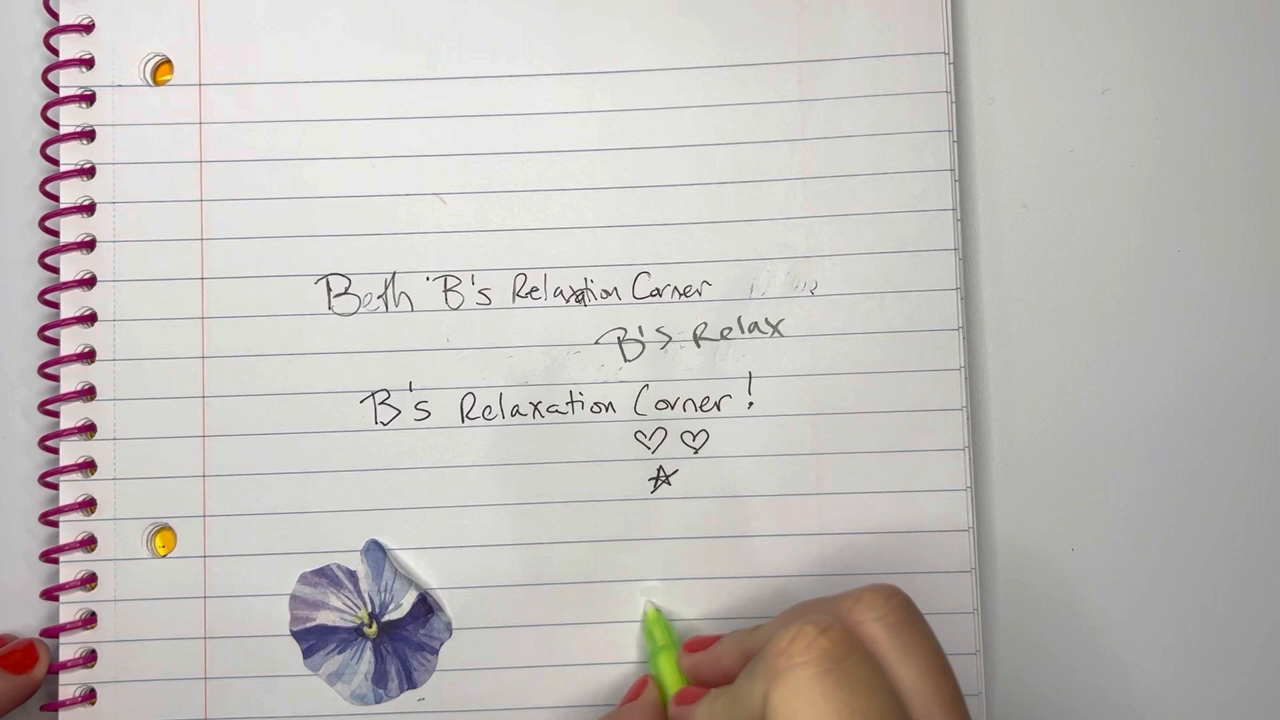 Beth B's Relaxation Corner
B's Relax
B's Relaxation Corner!